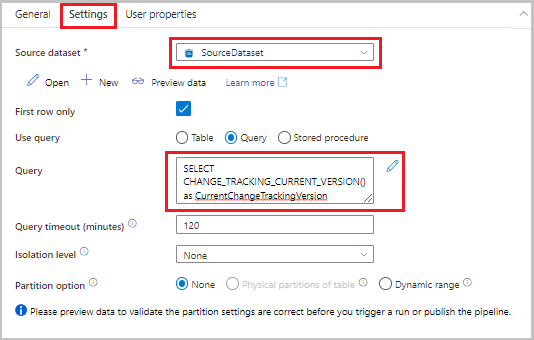 General Settings User properties
Source dataset * SourceDataset
Open New Preview data Learn more
First row only
Use query Table Query Stored procedure
Query SELECT
CHANGE_TRACKING_CURRENT_VERSION()
as CurrentChangeTrackingVersion
Query timeout (minutes) 120
Isolation level None
Partition option None Physical partitions of table Dynamic range
Please preview data to validate the partition settings are correct before you trigger a run or publish the pipeline.